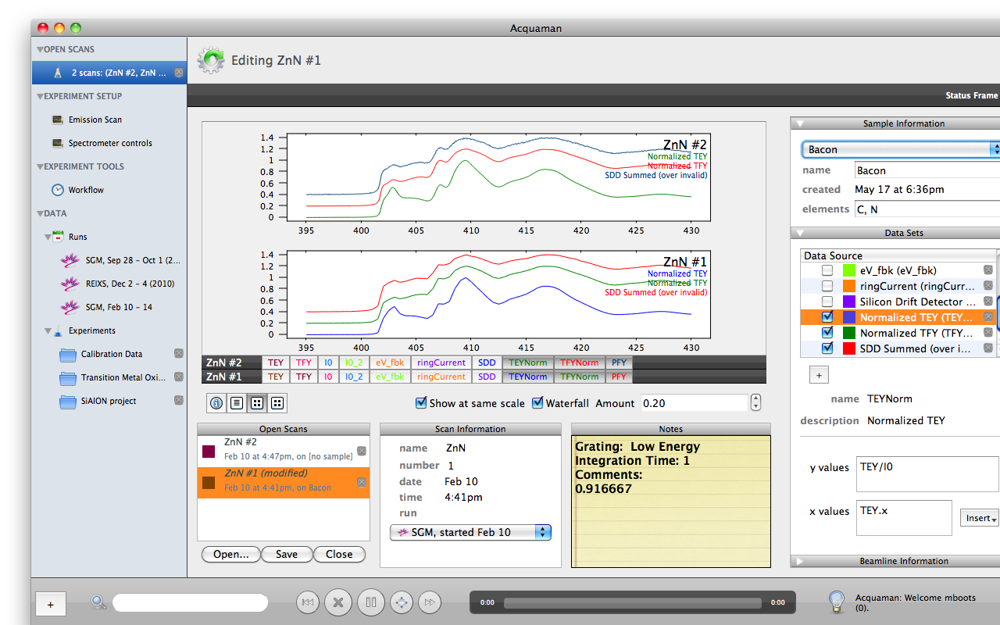 Acquaman
OPEN SCANS
2 scans: (ZnN #2, ZnN ...
EXPERIMENT SETUP
Emission Scan
Spectrometer controls
EXPERIMENT TOOLS
Workflow
DATA
Runs
SGM, Sep 28 – Oct 1 (2...
REIXS, Dec 2 – 4 (2010)
SGM, Feb 10 – 14
Experiments
Calibration Data
Transition Metal Oxi...
SiAlON project
Editing ZnN #1
Status Frame
1.4
1.2
1
0.8
0.6
0.4
0.2
0
395 400 405 410 415 420 425 430
ZnN #2
Normalized TEY
Normalized TFY
SDD Summed (over invalid)
1.4
1.2
1
0.8
0.6
0.4
0.2
0
395 400 405 410 415 420 425 430
ZnN #1
Normalized TEY
Normalized TFY
SDD Summed (over invalid)
ZnN #2 TEY TFY I0 I0_2 eV_fbk ringCurrent SDD TEYNorm TFYNorm PFY
ZnN #1 TEY TFY I0 I0_2 eV_fbk ringCurrent SDD TEYNorm TFYNorm PFY
Show at same scale Waterfall Amount 0.20
Open Scans
ZnN #2
Feb 10 at 4:47pm, on [no sample]
ZnN #1 (modified)
Feb 10 at 4:41pm, on Bacon
Open... Save Close
Scan Information
name ZnN
number 1
date Feb 10
time 4:41pm
run
SGM, started Feb 10
Notes
Grating: Low Energy
Integration Time: 1
Comments:
0.916667
Sample Information
Bacon
name Bacon
created May 17 at 6:36pm
elements C, N
Data Sets
Data Source
eV_fbk (eV_fbk)
ringCurrent (ringCurr...
Silicon Drift Detector ...
Normalized TEY (TEY...
Normalized TFY (TFY...
SDD Summed (over i...
+
name TEYNorm
description Normalized TEY
y values TEY/I0
x values TEY.x
Insert
Beamline Information
+
0:00 0:00
Acquaman: Welcome mboots
(0).